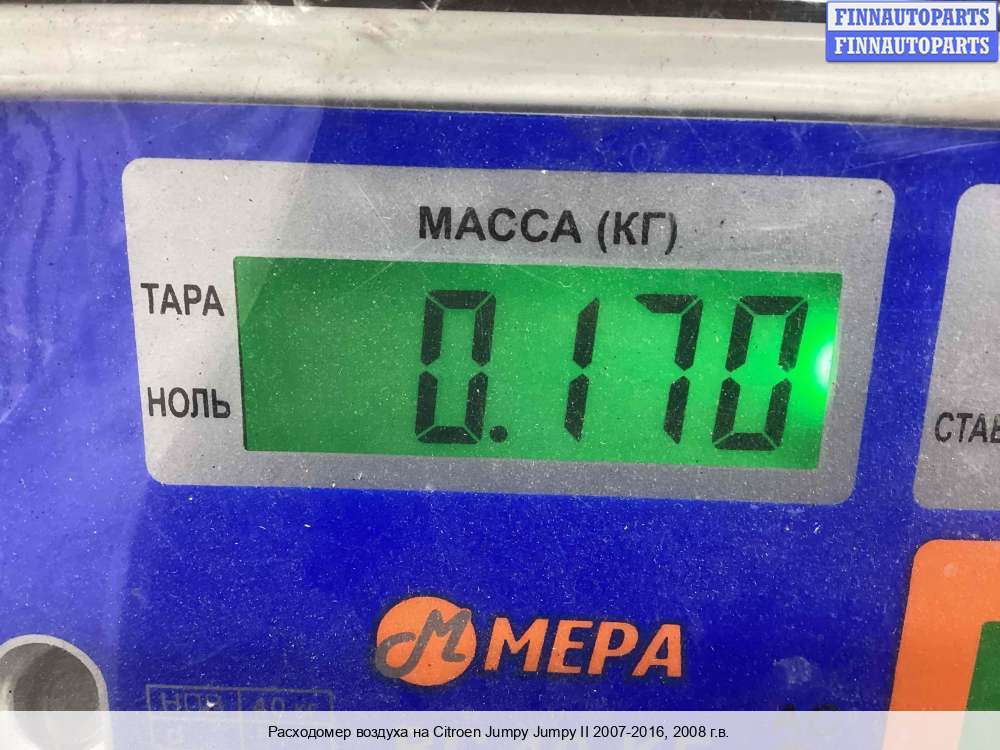 FINNAUTOPARTS
FINNAUTOPARTS
МАССА (КГ)
ТАРА
0.170
НОЛЬ
СТАВ
М МЕРА
Расходомер воздуха на Citroen Jumpy Jumpy II 2007-2016, 2008 г.в.